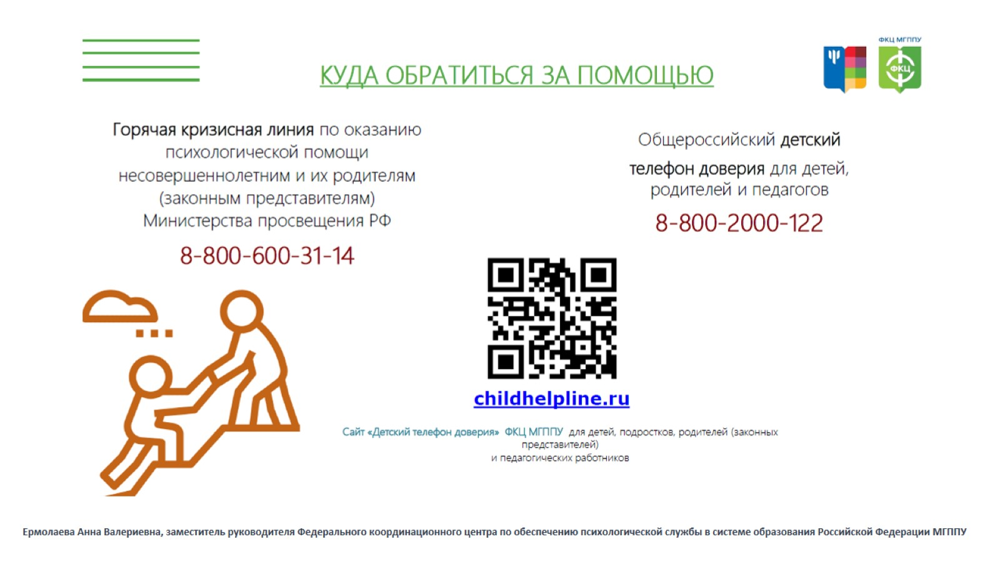 ФКЦ МГППУ
ФКЦ
КУДА ОБРАТИТЬСЯ ЗА ПОМОЩЬЮ
Горячая кризисная линия по оказанию
психологической помощи
несовершеннолетним и их родителям
(законным представителям)
Министерства просвещения РФ
8-800-600-31-14
Общероссийский детский
телефон доверия для детей,
родителей и педагогов
8-800-2000-122
childhelpline.ru
Сайт «Детский телефон доверия» ФКЦ МГППУ для детей, подростков, родителей (законных
представителей)
и педагогических работников
Ермолаева Анна Валериевна, заместитель руководителя Федерального координационного центра по обеспечению психологической службы в системе образования Российской Федерации МГППУ